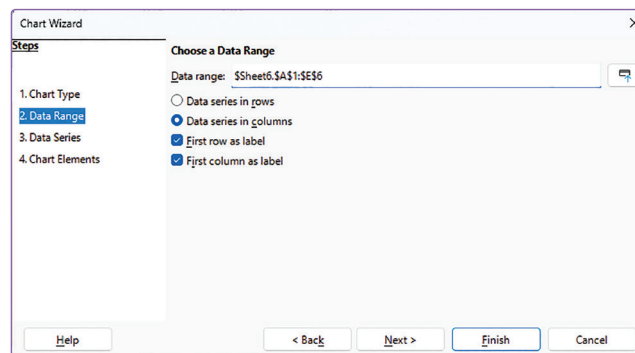 Chart Wizard
Steps
1. Chart Type
2. Data Range
3. Data Series
4. Chart Elements
Choose a Data Range
Data range: $Sheet6.$A$1:$E$6
Data series in rows
Data series in columns
First row as label
First column as label
Help
< Back
Next >
Finish
Cancel